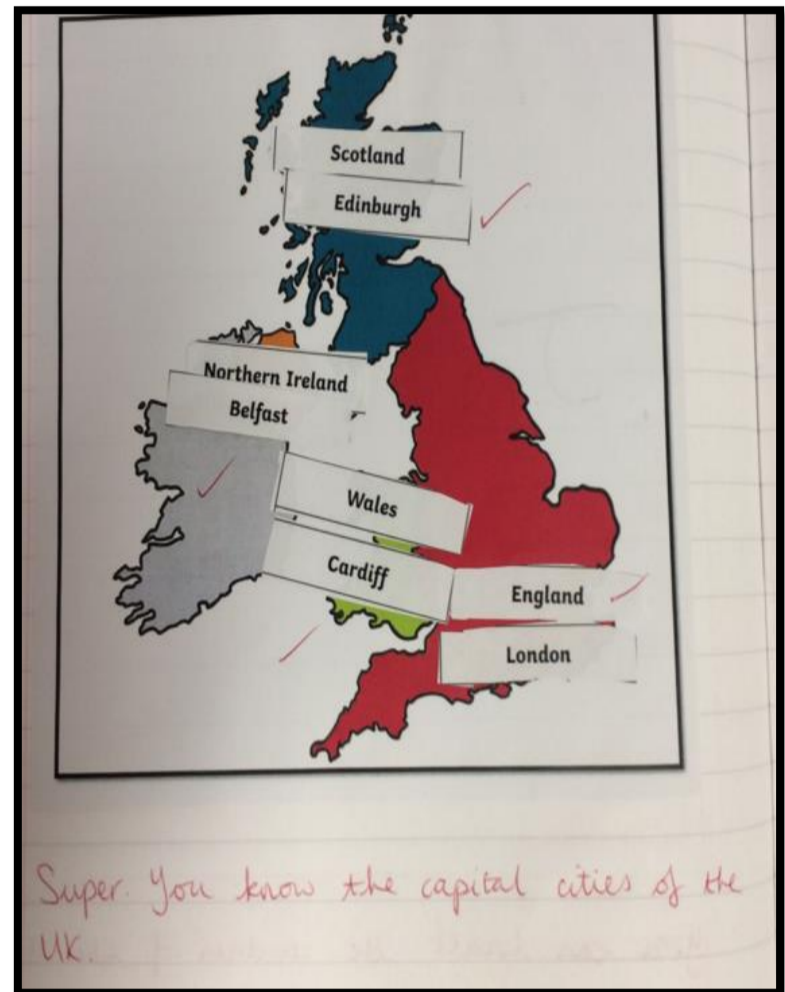 Scotland
Edinburgh
Northern Ireland
Belfast
Wales
Cardiff
England
London
Super. You know the capital cities of the
UK.